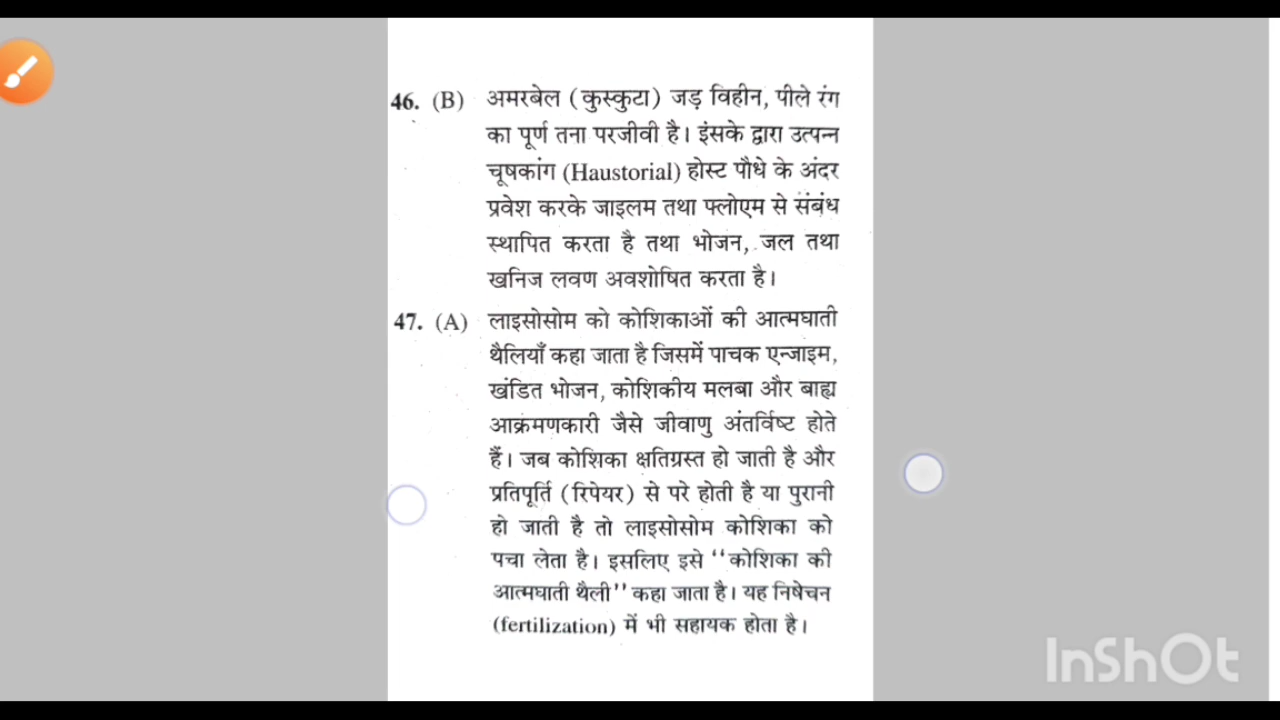 46. (B) अमरबेल (कुस्कुटा) जड़ विहीन, पीले रंग
का पूर्ण तना परजीवी है। इंसके द्वारा उत्पन्न
चूषकांग (Haustorial) होस्ट पौधे के अंदर
प्रवेश करके जाइलम तथा फ्लोएम से संबंध
स्थापित करता है तथा भोजन, जल तथा
खनिज लवण अवशोषित करता है।
47. (A) लाइसोसोम को कोशिकाओं की आत्मघाती
थैलियाँ कहा जाता है जिसमें पाचक एन्जाइम,
खंडित भोजन, कोशिकीय मलबा और बाह्य
आक्रमणकारी जैसे जीवाणु अंतर्विष्ट होते
हैं। जब कोशिका क्षतिग्रस्त हो जाती है और
प्रतिपूर्ति (रिपेयर) से परे होती है या पुरानी
हो जाती है तो लाइसोसोम कोशिका को
पचा लेता है। इसलिए इसे ‘‘कोशिका की
आत्मघाती थैली’’ कहा जाता है। यह निषेचन
(fertilization) में भी सहायक होता है।
InShOt